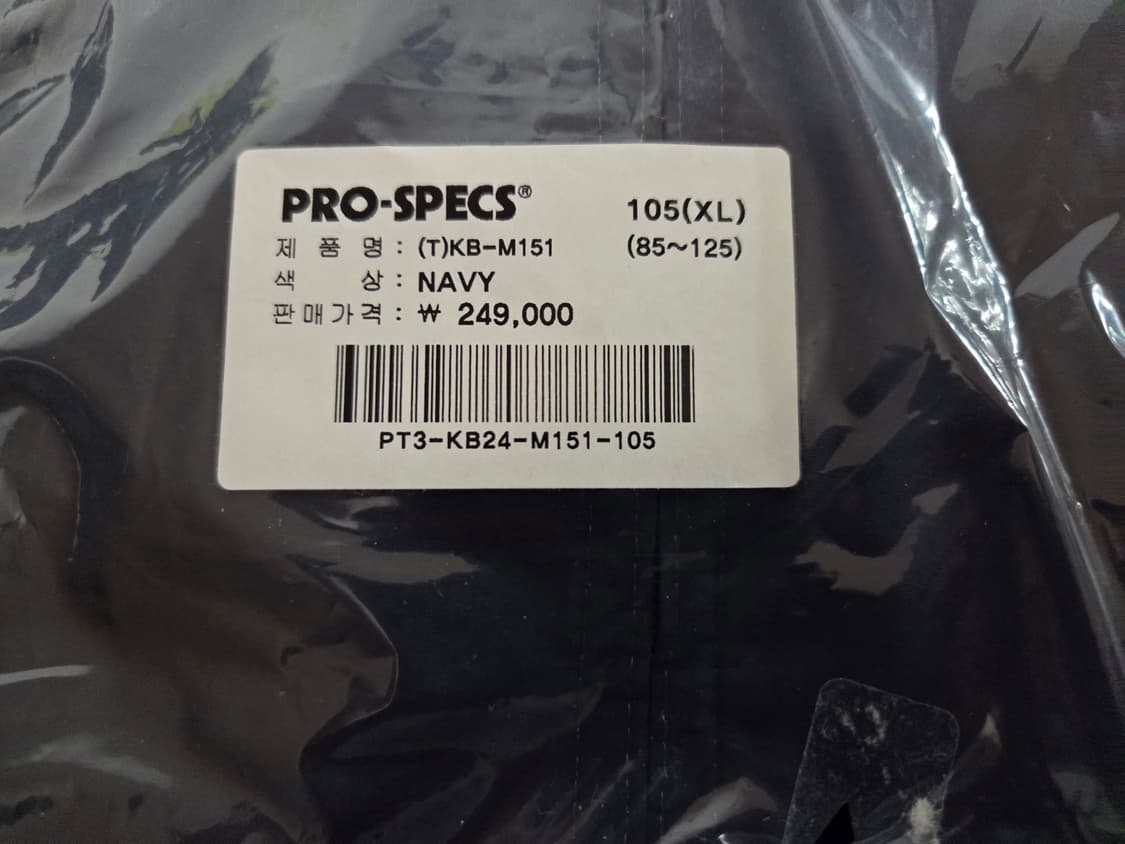 PRO-SPECS® 105(XL)
제 품 명 : (T)KB-M151 (85~125)
색 상 : NAVY
판매가격 : ₩ 249,000
PT3-KB24-M151-105